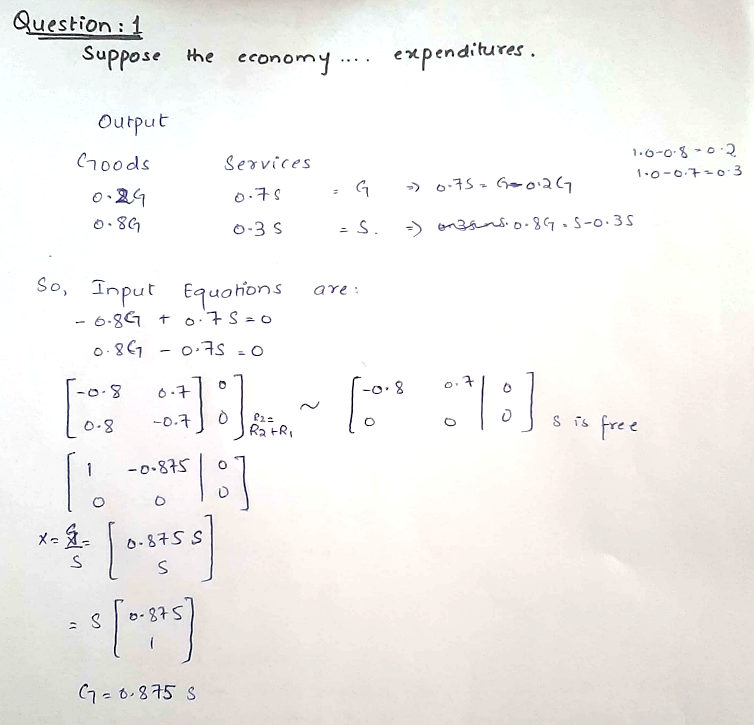 Question : 1
Suppose the economy .... expenditures.
Output
Goods Services
1.0-0.8=0.2
1.0-0.7=0.3
0.2G 0.7S = G => 0.7S = G-0.2G
0.8G 0.3S = S. => 0.8G = S-0.3S
So, Input Equations are:
-0.8G + 0.7S = 0
0.8G - 0.7S = 0
[-0.8 0.7 | 0] ~ [-0.8 0.7 | 0]
[0.8 -0.7 | 0] R2= R2+R1 [0 0 | 0] S is free
[1 -0.875 | 0]
[0 0 | 0]
X = G = [0.875 S]
S [S]
= S [0.875]
[1]
G = 0.875 S